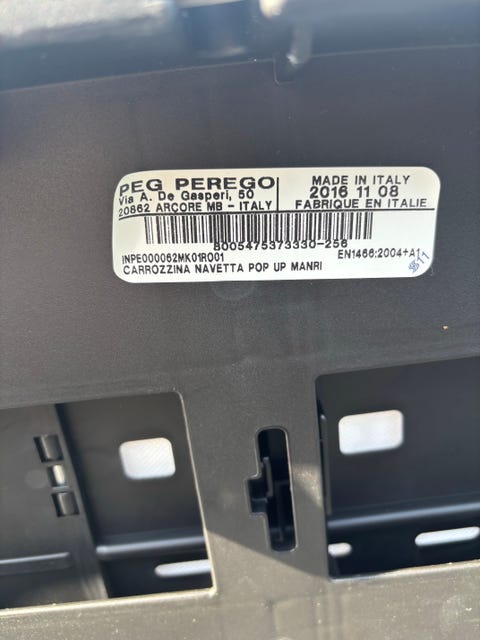 PEG PEREGO
Via A. De Gasperi, 50
20862 ARCORE MB - ITALY
MADE IN ITALY
2016 11 08
FABRIQUE EN ITALIE
8005475373330-256
INPE000062MK01RO01
EN1466:2004+A1
CARROZZINA NAVETTA POP UP MANRI